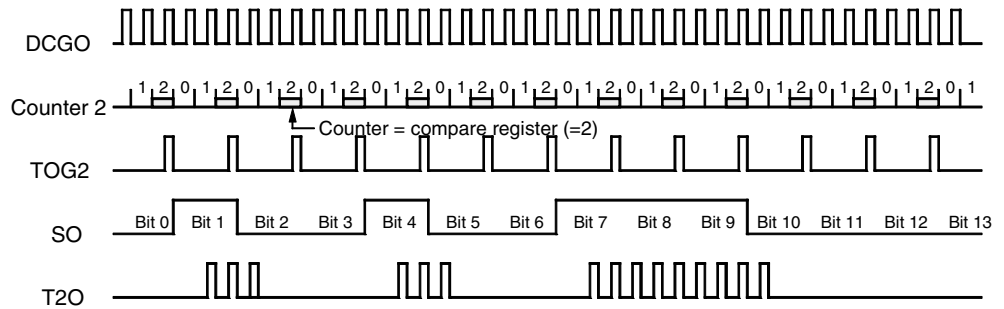 DCGO
1 2 0 1 2 0 1 2 0 1 2 0 1 2 0 1 2 0 1 2 0 1 2 0 1 2 0 1 2 0 1 2 0 1 2 0 1 2 0 1
Counter 2
Counter = compare register (=2)
TOG2
Bit 0 Bit 1 Bit 2 Bit 3 Bit 4 Bit 5 Bit 6 Bit 7 Bit 8 Bit 9 Bit 10 Bit 11 Bit 12 Bit 13
SO
T2O